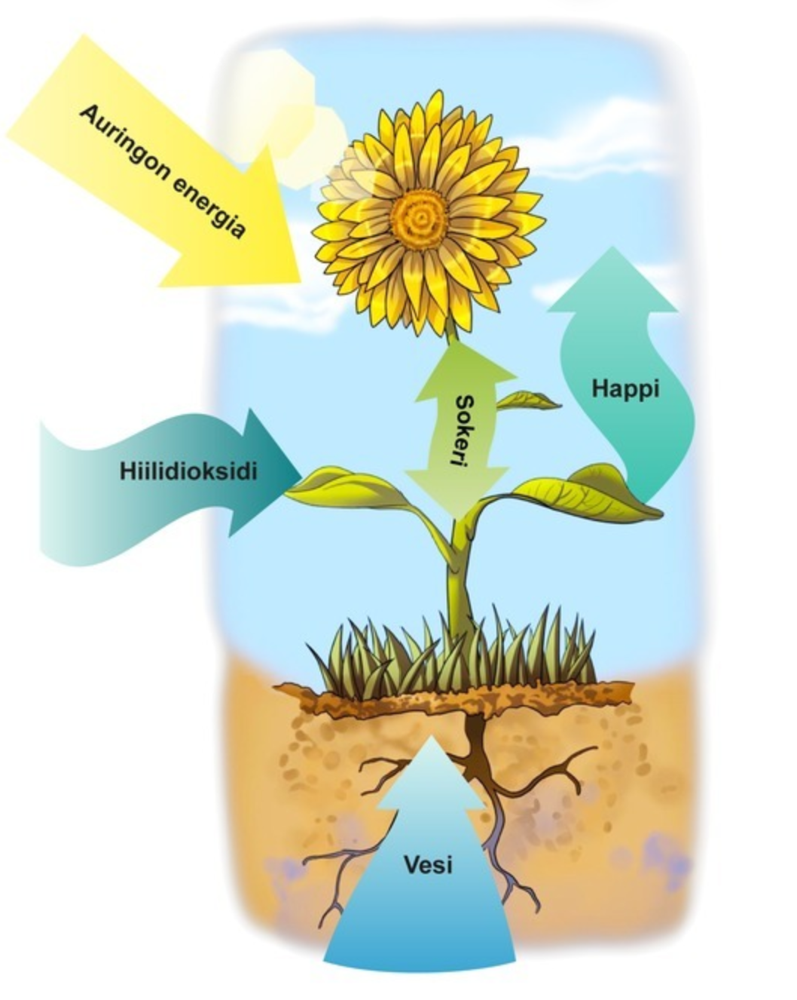 Auringon energia
Happi
Sokeri
Hiilidioksidi
Vesi